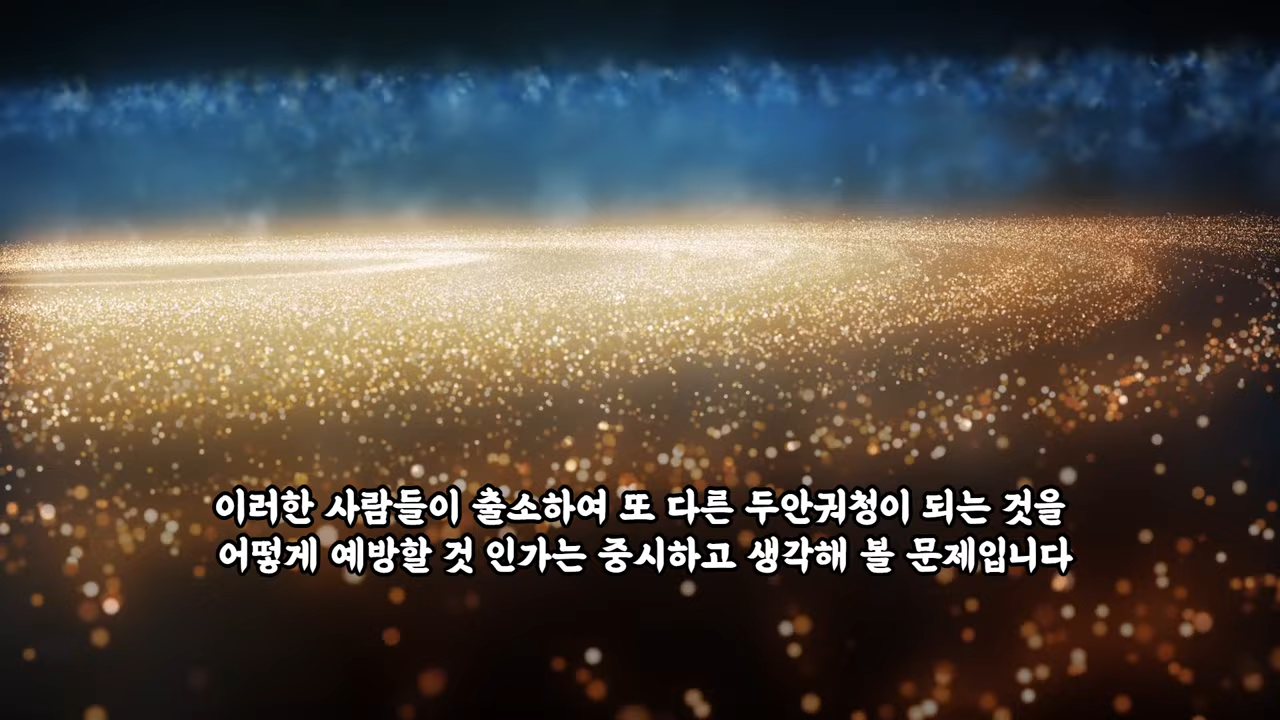 이러한 사람들이 출소하여 또 다른 두안궈청이 되는 것을
어떻게 예방할 것 인가는 중시하고 생각해 볼 문제입니다